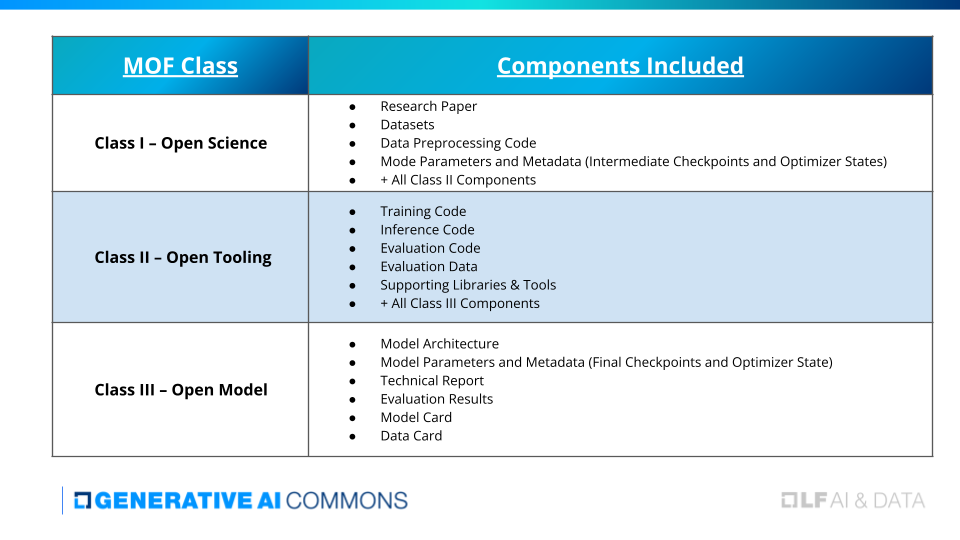 MOF Class
Components Included
Class I – Open Science
● Research Paper
● Datasets
● Data Preprocessing Code
● Mode Parameters and Metadata (Intermediate Checkpoints and Optimizer States)
● + All Class II Components
Class II – Open Tooling
● Training Code
● Inference Code
● Evaluation Code
● Evaluation Data
● Supporting Libraries & Tools
● + All Class III Components
Class III – Open Model
● Model Architecture
● Model Parameters and Metadata (Final Checkpoints and Optimizer State)
● Technical Report
● Evaluation Results
● Model Card
● Data Card
GENERATIVE AI COMMONS
LF AI & DATA